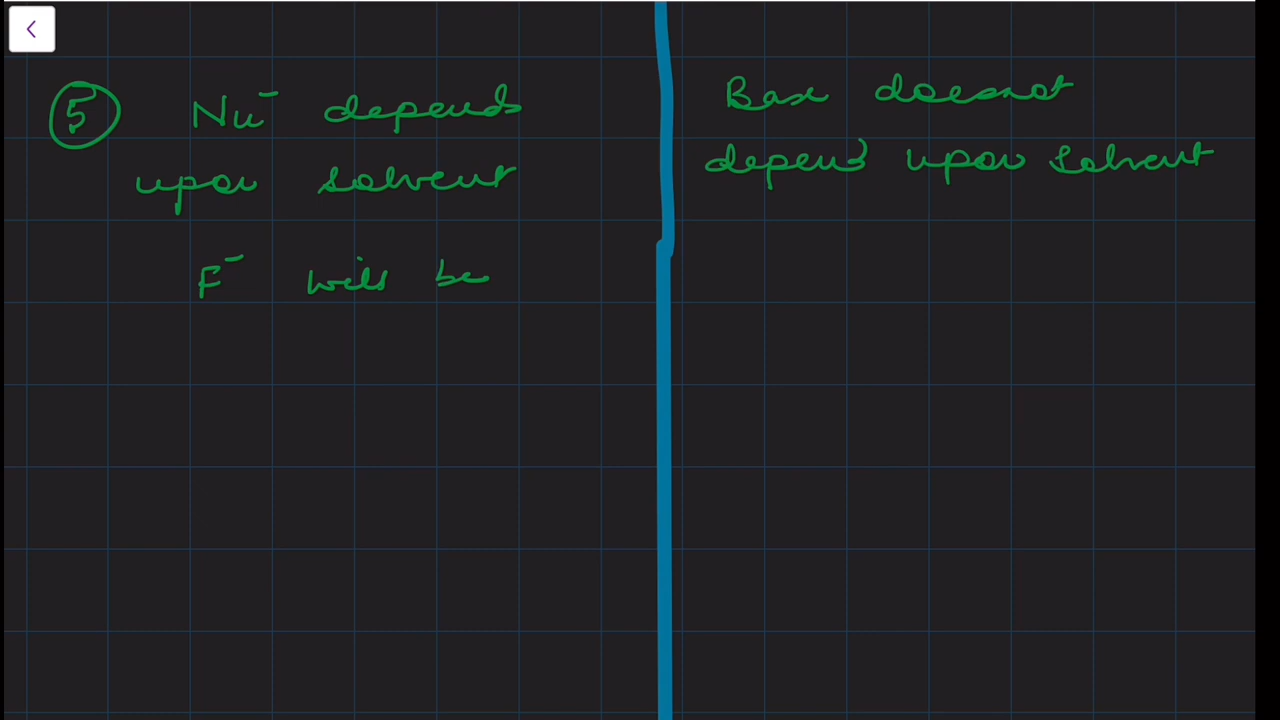 5 Nu⁻ depends
upon solvent
F⁻ will be
Base doesnot
depend upon solvent